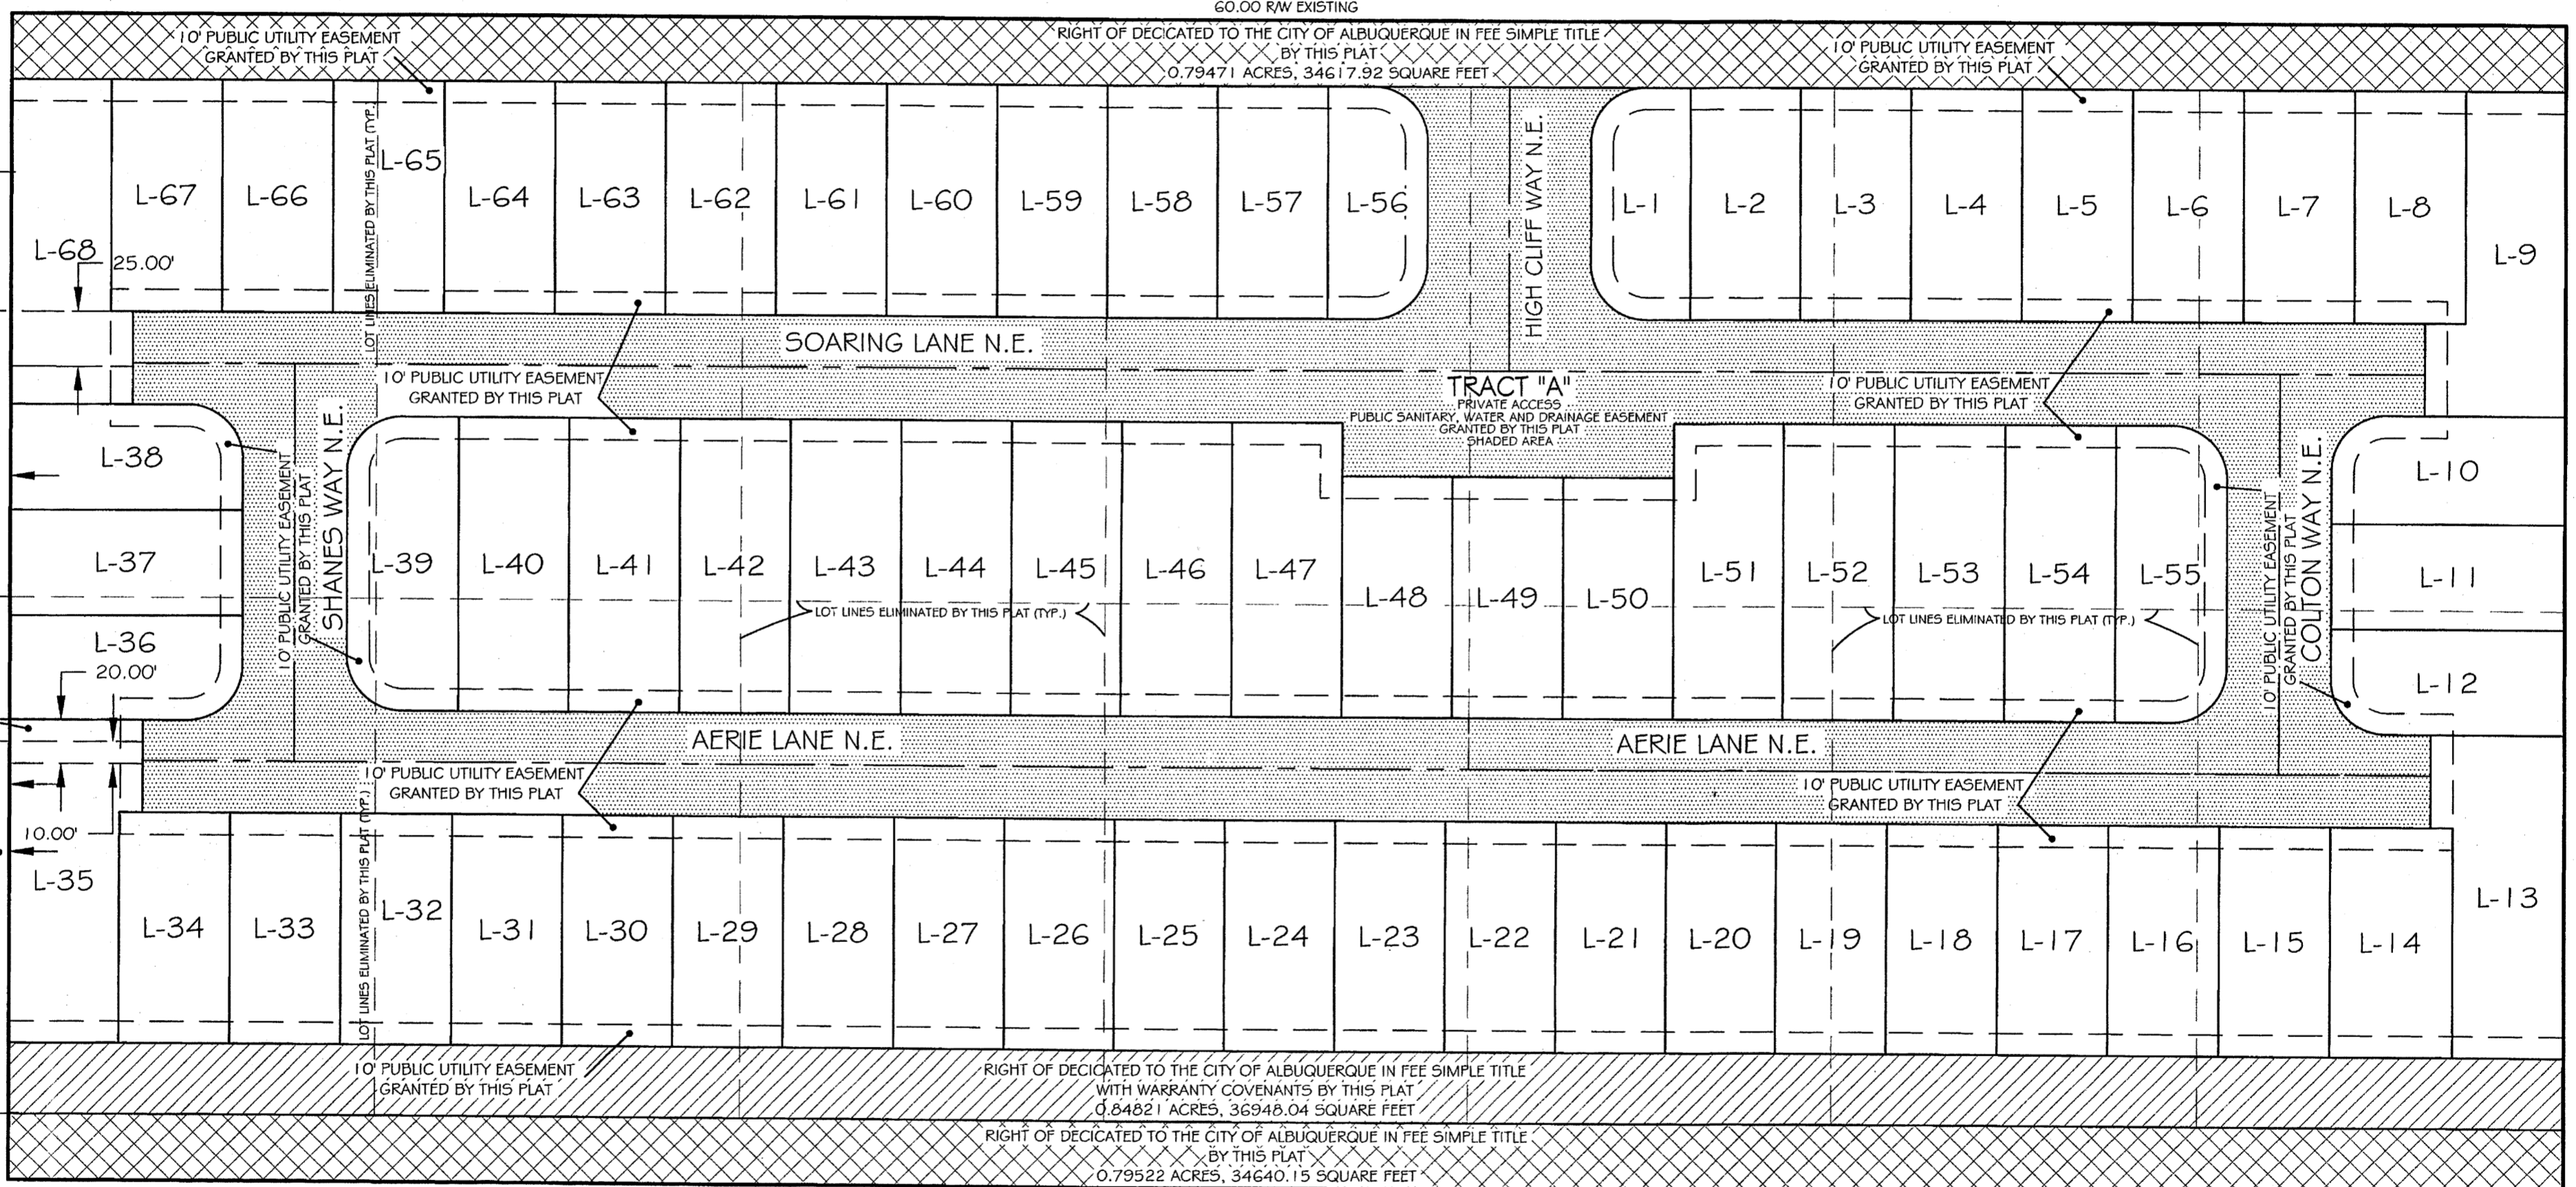 60.00 R/W EXISTING
10' PUBLIC UTILITY EASEMENT
GRANTED BY THIS PLAT
RIGHT OF DECICATED TO THE CITY OF ALBUQUERQUE IN FEE SIMPLE TITLE
BY THIS PLAT
0.79471 ACRES, 34617.92 SQUARE FEET
10' PUBLIC UTILITY EASEMENT
GRANTED BY THIS PLAT
L-68
L-67
L-66
LOT LINES ELIMINATED BY THIS PLAT (TYP.)
L-65
L-64
L-63
L-62
L-61
L-60
L-59
L-58
L-57
L-56
HIGH CLIFF WAY N.E.
L-1
L-2
L-3
L-4
L-5
L-6
L-7
L-8
L-9
25.00'
SOARING LANE N.E.
10' PUBLIC UTILITY EASEMENT
GRANTED BY THIS PLAT
TRACT "A"
PRIVATE ACCESS
PUBLIC SANITARY, WATER AND DRAINAGE EASEMENT
GRANTED BY THIS PLAT
SHADED AREA
10' PUBLIC UTILITY EASEMENT
GRANTED BY THIS PLAT
L-38
L-37
L-36
10' PUBLIC UTILITY EASEMENT
GRANTED BY THIS PLAT
SHANES WAY N.E.
L-39
L-40
L-41
L-42
L-43
L-44
L-45
L-46
L-47
L-48
L-49
L-50
L-51
L-52
L-53
L-54
L-55
LOT LINES ELIMINATED BY THIS PLAT (TYP.)
LOT LINES ELIMINATED BY THIS PLAT (TYP.)
10' PUBLIC UTILITY EASEMENT
GRANTED BY THIS PLAT
COLTON WAY N.E.
L-10
L-11
L-12
20.00'
AERIE LANE N.E.
AERIE LANE N.E.
10' PUBLIC UTILITY EASEMENT
GRANTED BY THIS PLAT
10' PUBLIC UTILITY EASEMENT
GRANTED BY THIS PLAT
10.00'
L-35
L-34
L-33
LOT LINES ELIMINATED BY THIS PLAT (TYP.)
L-32
L-31
L-30
L-29
L-28
L-27
L-26
L-25
L-24
L-23
L-22
L-21
L-20
L-19
L-18
L-17
L-16
L-15
L-14
L-13
10' PUBLIC UTILITY EASEMENT
GRANTED BY THIS PLAT
RIGHT OF DECICATED TO THE CITY OF ALBUQUERQUE IN FEE SIMPLE TITLE
WITH WARRANTY COVENANTS BY THIS PLAT
0.84821 ACRES, 36948.04 SQUARE FEET
RIGHT OF DECICATED TO THE CITY OF ALBUQUERQUE IN FEE SIMPLE TITLE
BY THIS PLAT
0.79522 ACRES, 34640.15 SQUARE FEET